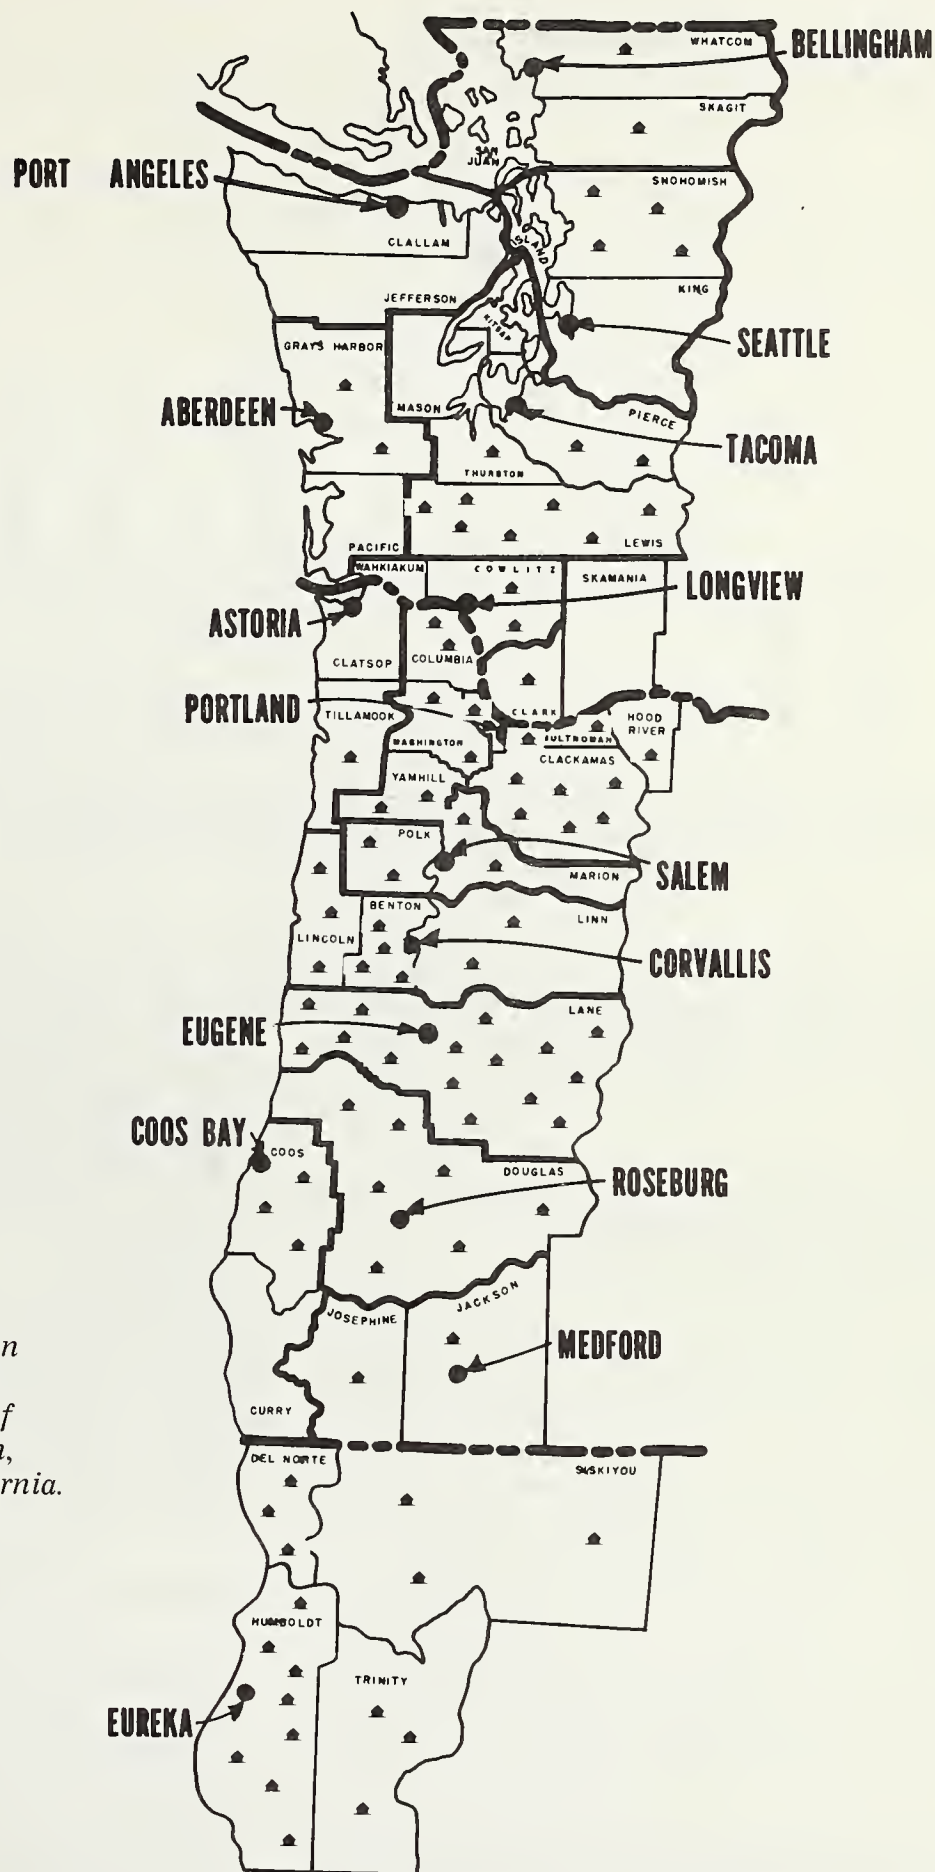 WHATCOM
BELLINGHAM
SKAGIT
SAN
JUAN
PORT ANGELES
SNOHOMISH
ISLAND
CLALLAM
KING
JEFFERSON
KITSAP
SEATTLE
GRAYS HARBOR
ABERDEEN
MASON
PIERCE
TACOMA
THURSTON
LEWIS
PACIFIC
WAHKIAKUM
COWLITZ
SKAMANIA
LONGVIEW
ASTORIA
CLATSOP
COLUMBIA
PORTLAND
TILLAMOOK
CLARK
HOOD
RIVER
WASHINGTON
MULTNOMAH
CLACKAMAS
YAMHILL
POLK
MARION
SALEM
BENTON
LINN
LINCOLN
CORVALLIS
LANE
EUGENE
COOS BAY
COOS
DOUGLAS
ROSEBURG
JOSEPHINE
JACKSON
MEDFORD
n
CURRY
f
n,
rnia.
DEL NORTE
SISKIYOU
HUMBOLDT
TRINITY
EUREKA